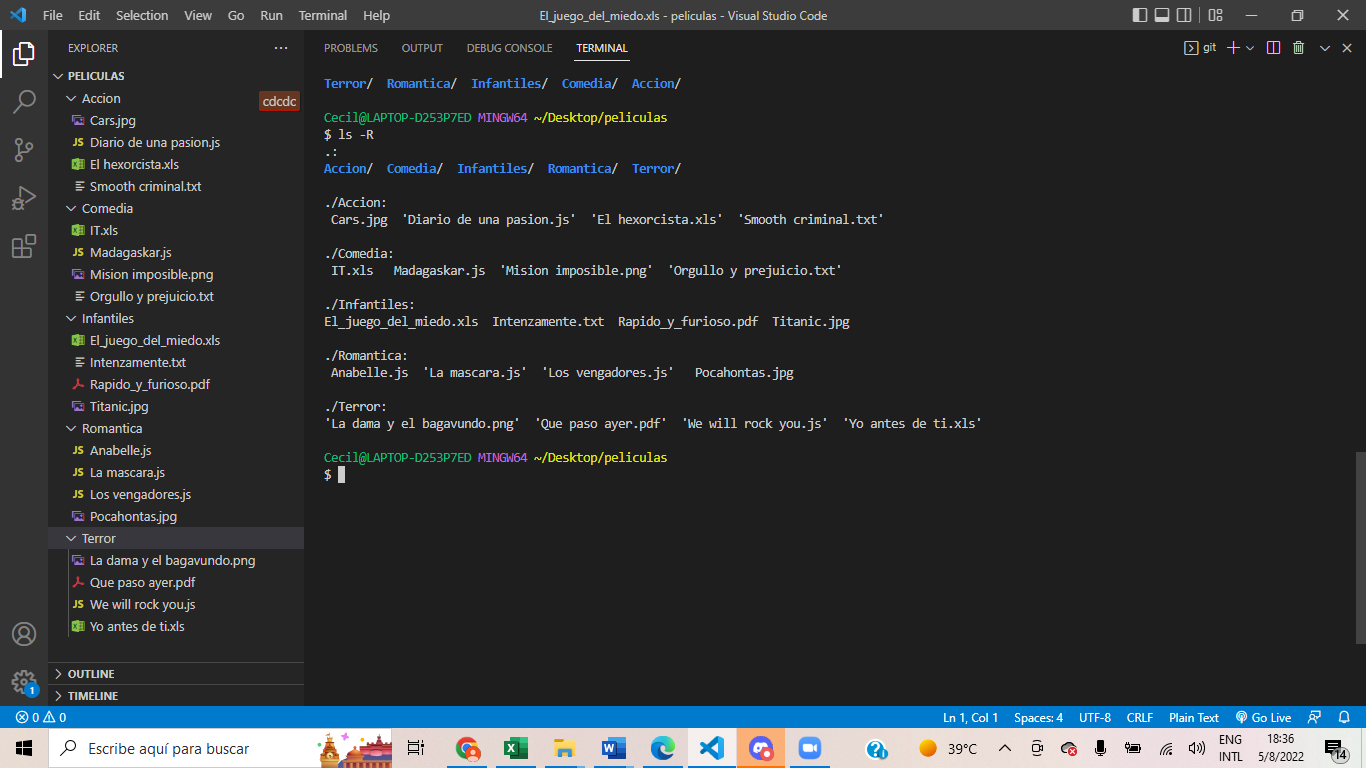 File Edit Selection View Go Run Terminal Help El_juego_del_miedo.xls - peliculas - Visual Studio Code
EXPLORER
PELICULAS
Accion
cdcdc
Cars.jpg
JS Diario de una pasion.js
El hexorcista.xls
Smooth criminal.txt
Comedia
IT.xls
JS Madagaskar.js
Mision imposible.png
Orgullo y prejuicio.txt
Infantiles
El_juego_del_miedo.xls
Intenzamente.txt
Rapido_y_furioso.pdf
Titanic.jpg
Romantica
JS Anabelle.js
JS La mascara.js
JS Los vengadores.js
Pocahontas.jpg
Terror
La dama y el bagavundo.png
Que paso ayer.pdf
JS We will rock you.js
Yo antes de ti.xls
OUTLINE
TIMELINE
1
PROBLEMS OUTPUT DEBUG CONSOLE TERMINAL git
Terror/ Romantica/ Infantiles/ Comedia/ Accion/
Cecil@LAPTOP-D253P7ED MINGW64 ~/Desktop/peliculas
$ ls -R
.:
Accion/ Comedia/ Infantiles/ Romantica/ Terror/
./Accion:
Cars.jpg 'Diario de una pasion.js' 'El hexorcista.xls' 'Smooth criminal.txt'
./Comedia:
IT.xls Madagaskar.js 'Mision imposible.png' 'Orgullo y prejuicio.txt'
./Infantiles:
El_juego_del_miedo.xls Intenzamente.txt Rapido_y_furioso.pdf Titanic.jpg
./Romantica:
Anabelle.js 'La mascara.js' 'Los vengadores.js' Pocahontas.jpg
./Terror:
'La dama y el bagavundo.png' 'Que paso ayer.pdf' 'We will rock you.js' 'Yo antes de ti.xls'
Cecil@LAPTOP-D253P7ED MINGW64 ~/Desktop/peliculas
$
0 0 Ln 1, Col 1 Spaces: 4 UTF-8 CRLF Plain Text Go Live
Escribe aquí para buscar
39°C
ENG
INTL
18:36
5/8/2022
14